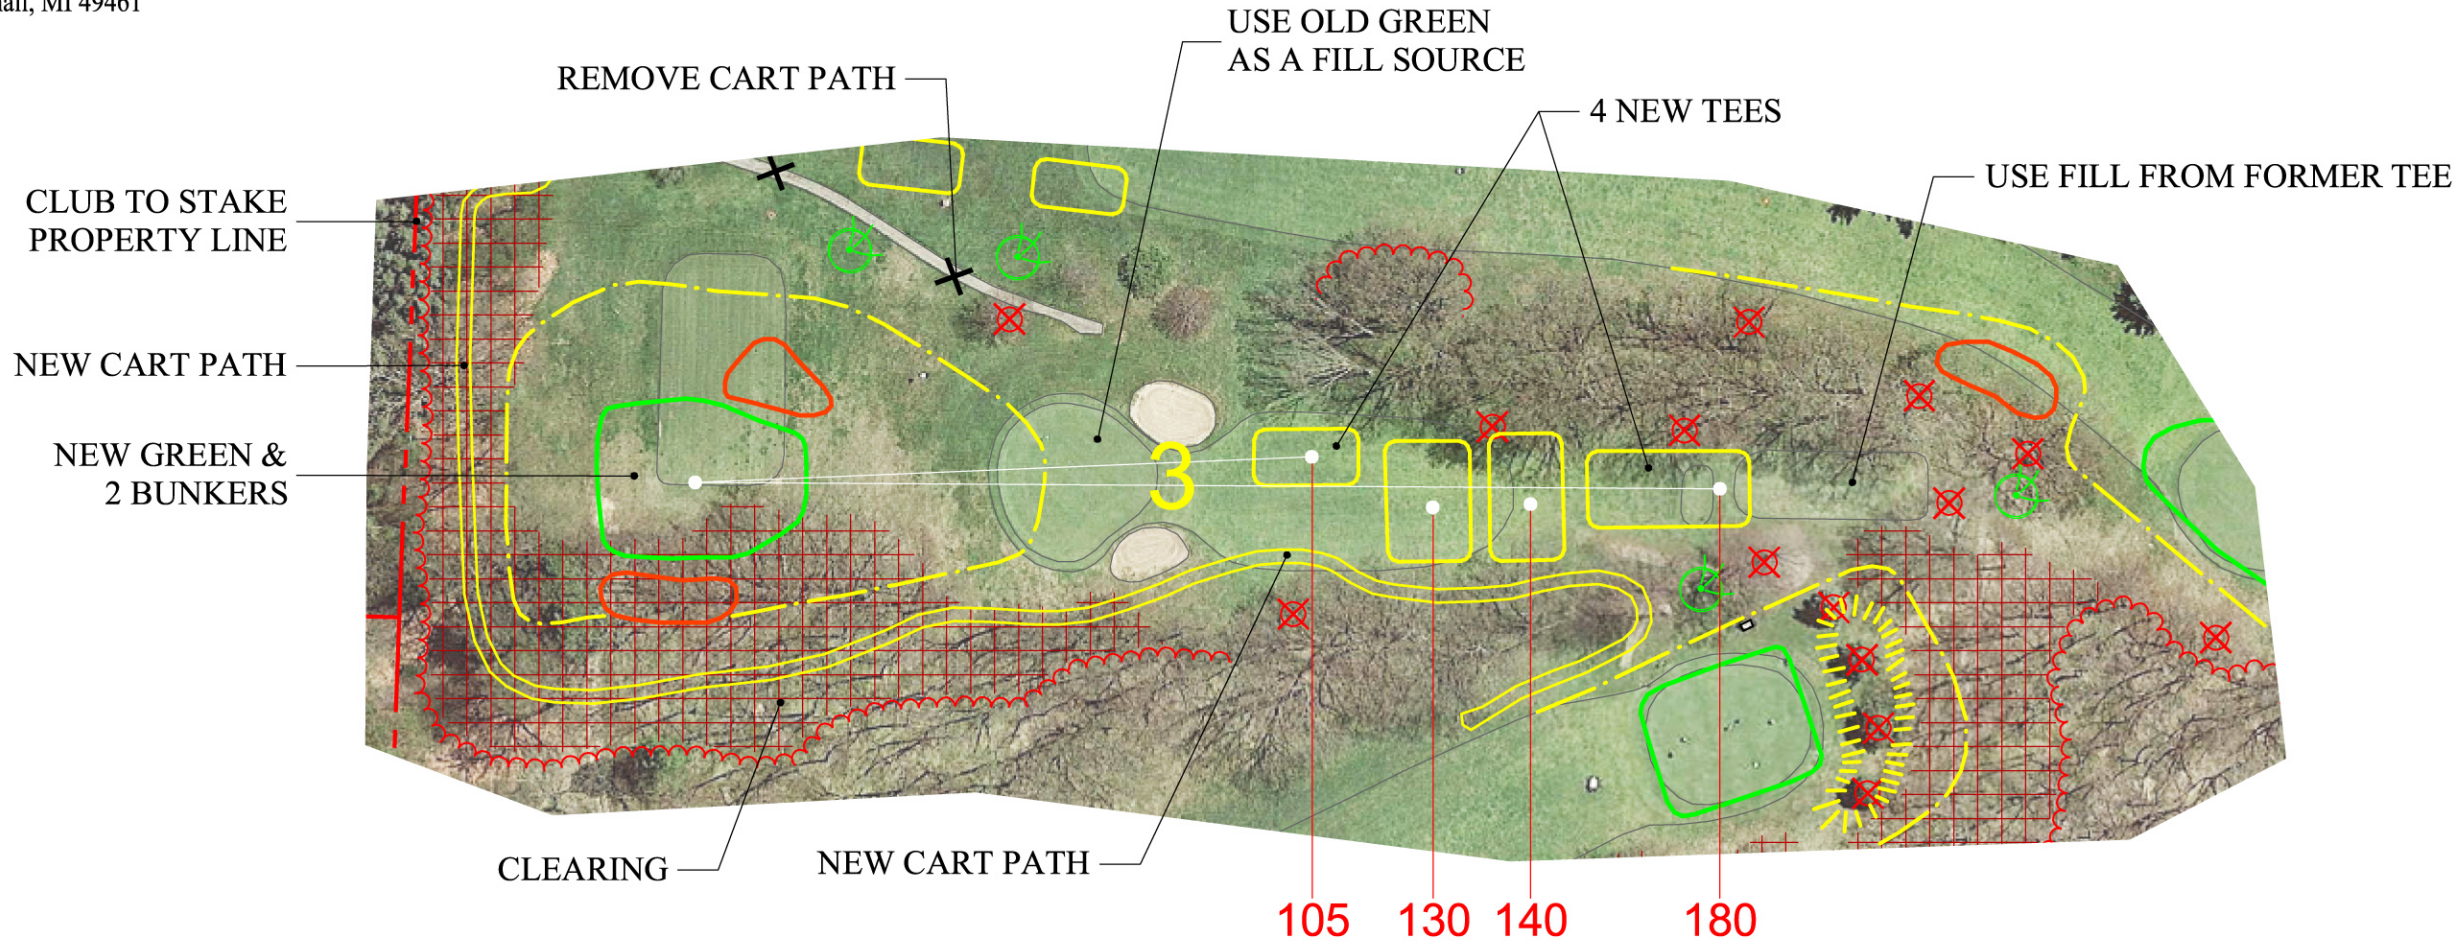 MI 49461
USE OLD GREEN
AS A FILL SOURCE
REMOVE CART PATH
4 NEW TEES
USE FILL FROM FORMER TEE
CLUB TO STAKE
PROPERTY LINE
NEW CART PATH
NEW GREEN &
2 BUNKERS
3
CLEARING
NEW CART PATH
105
130
140
180